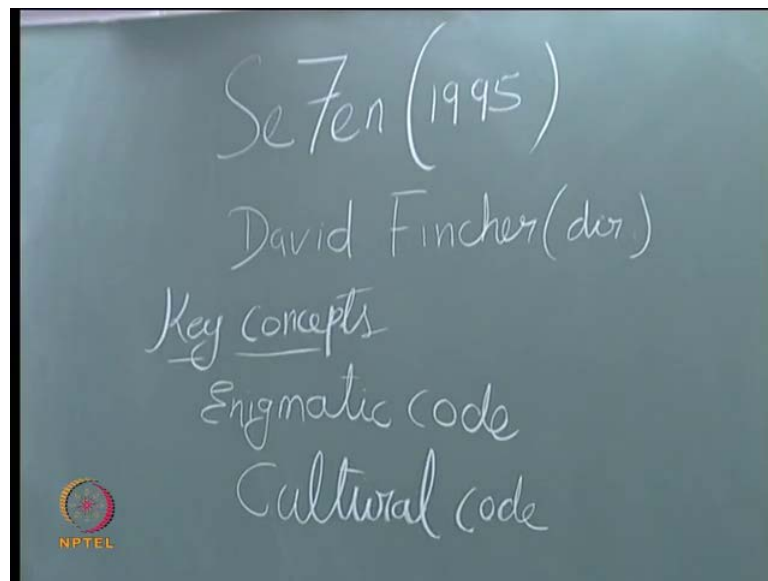 Se7en (1995)
David Fincher (dir.)
Key concepts
Enigmatic code
Cultural code
NPTEL